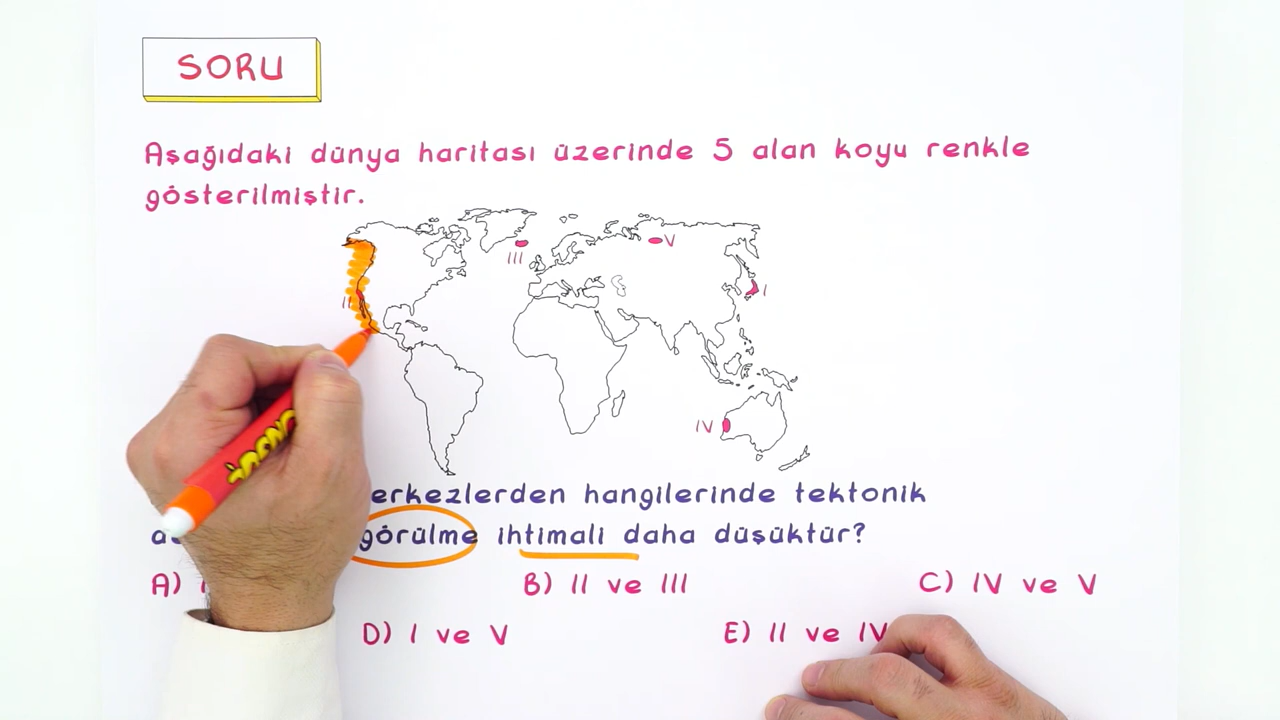 SORU
Aşağıdaki dünya haritası üzerinde 5 alan koyu renkle
gösterilmiştir.
III
V
I
II
IV
hangilerinde tektonik
görülme ihtimali daha düşüktür?
A)
B) II ve III
C) IV ve V
D) I ve V
E) II ve IV